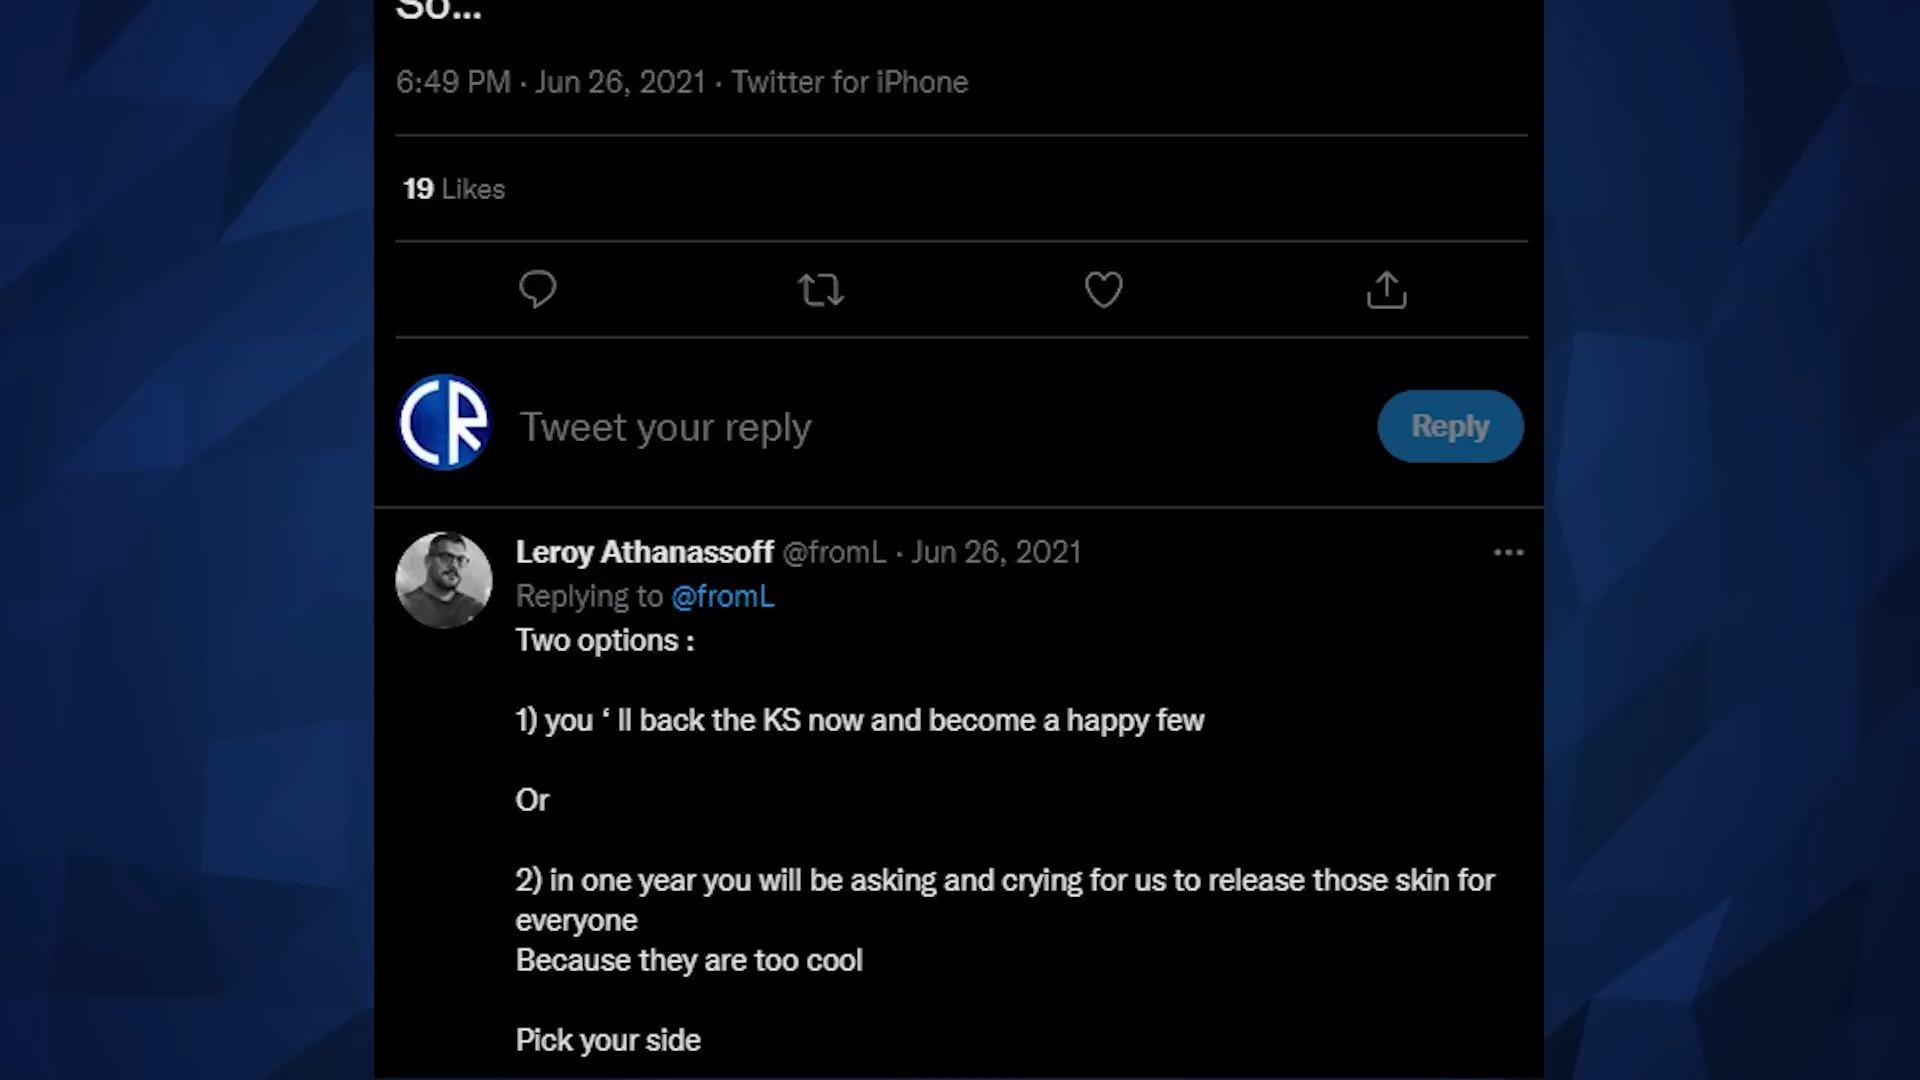 So...
6:49 PM · Jun 26, 2021 · Twitter for iPhone
19 Likes
CR
Tweet your reply
Reply
Leroy Athanassoff @fromL · Jun 26, 2021
Replying to @fromL
Two options :
1) you ‘ ll back the KS now and become a happy few
Or
2) in one year you will be asking and crying for us to release those skin for
everyone
Because they are too cool
Pick your side